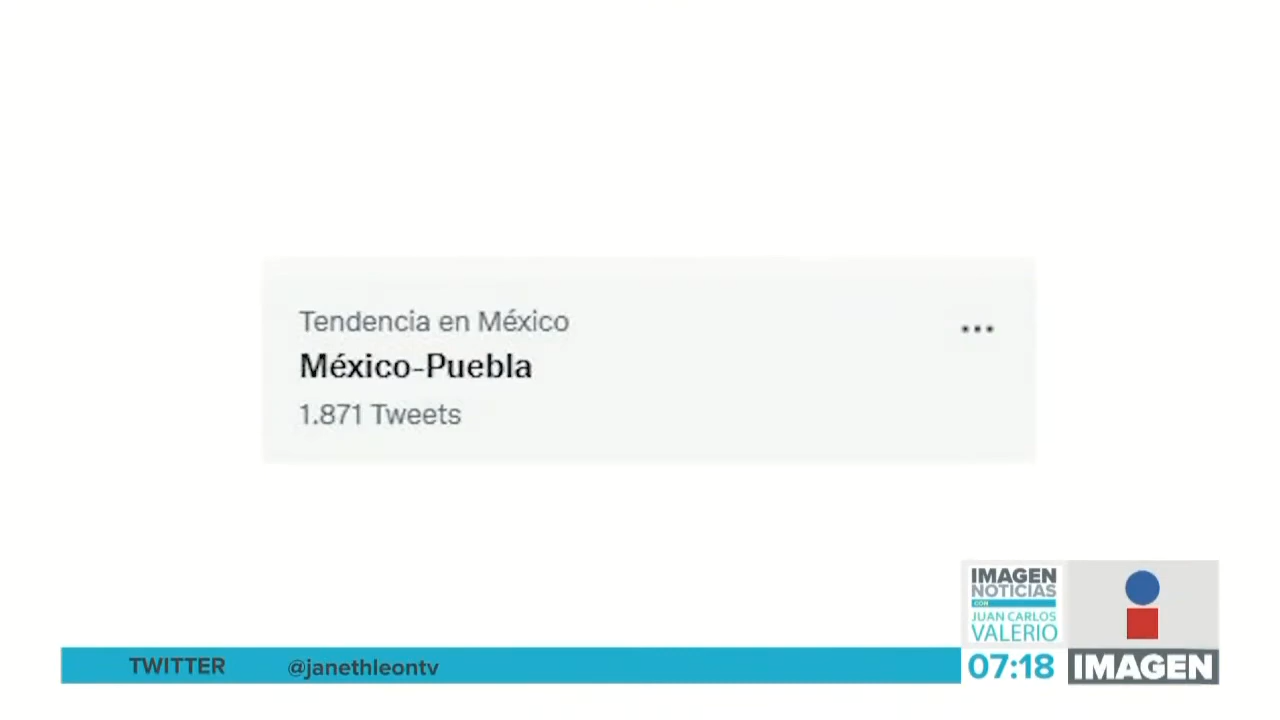 Tendencia en México
México-Puebla
1.871 Tweets
IMAGEN
NOTICIAS
CON
JUAN CARLOS
VALERIO
TWITTER @janethleontv
07:18
IMAGEN